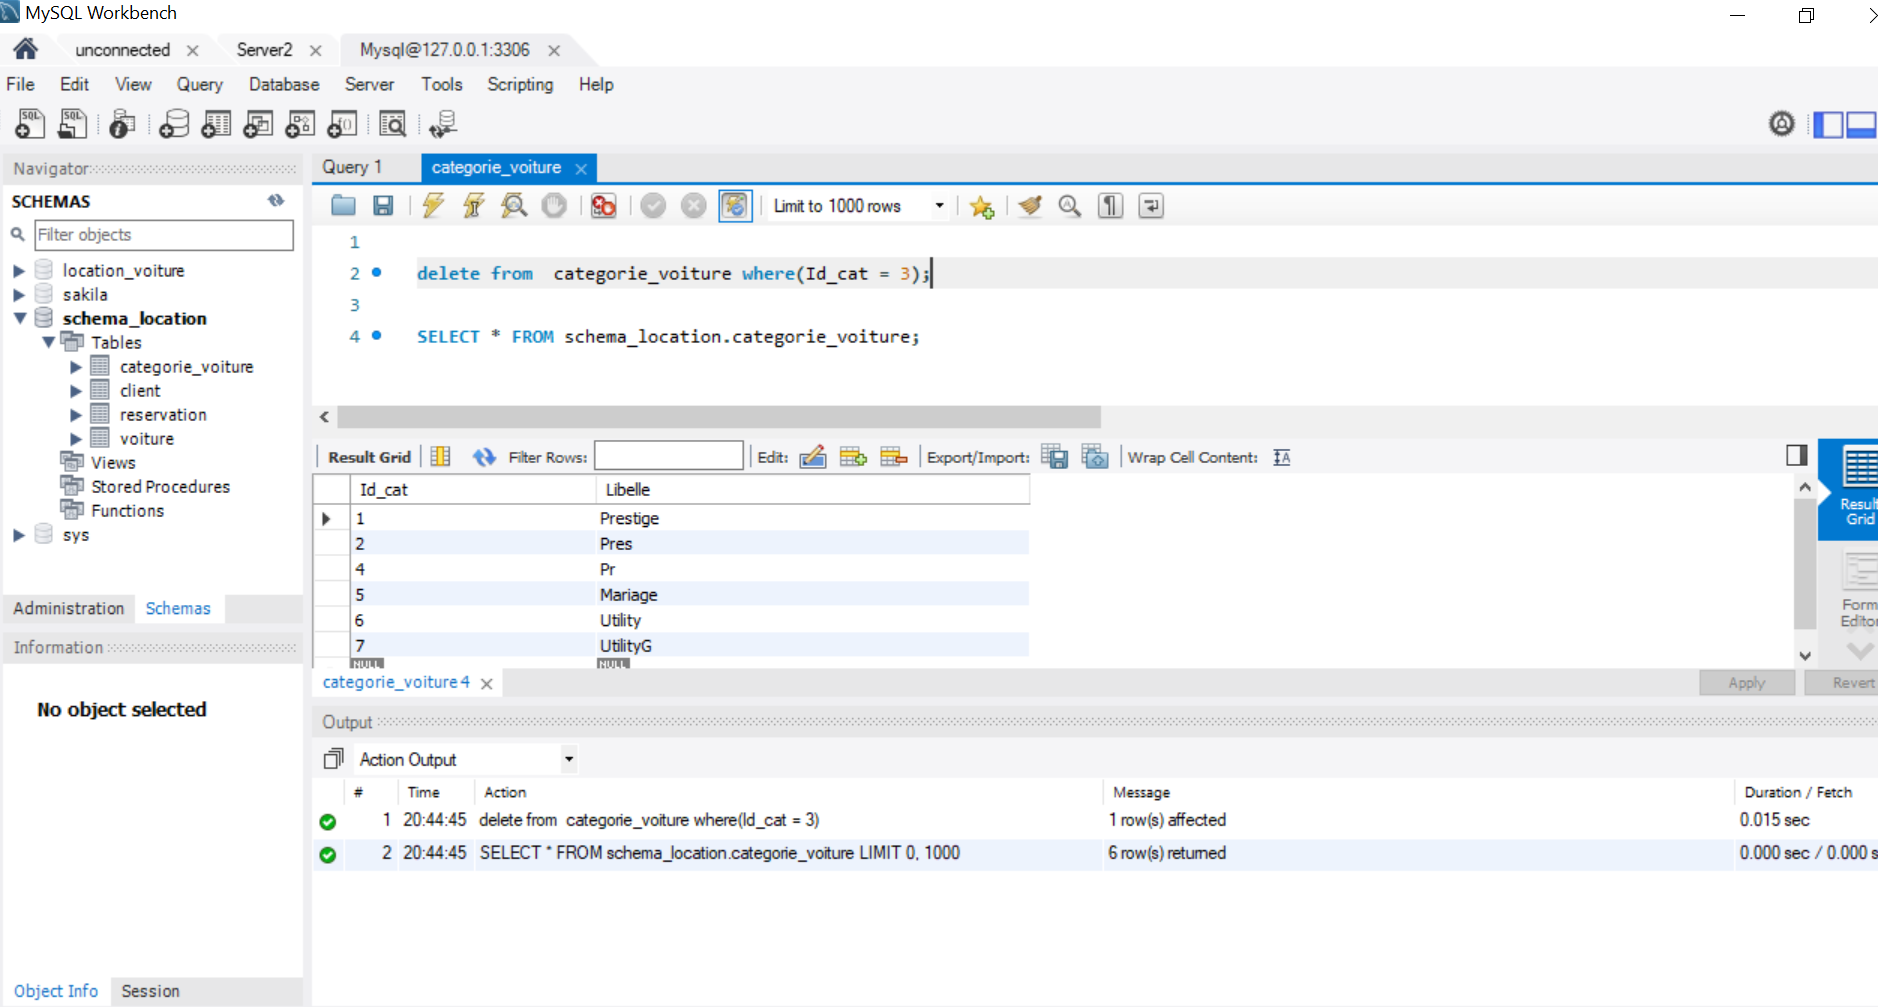 MySQL Workbench
unconnected Server2 Mysql@127.0.0.1:3306
File Edit View Query Database Server Tools Scripting Help
Navigator
SCHEMAS
Filter objects
location_voiture
sakila
schema_location
Tables
categorie_voiture
client
reservation
voiture
Views
Stored Procedures
Functions
sys
Administration Schemas
Information
No object selected
Object Info Session
Query 1 categorie_voiture
Limit to 1000 rows
1
2 delete from  categorie_voiture where(Id_cat = 3);
3
4 SELECT * FROM schema_location.categorie_voiture;
Result Grid Filter Rows: Edit: Export/Import: Wrap Cell Content:
Id_cat Libelle
1 Prestige
2 Pres
4 Pr
5 Mariage
6 Utility
7 UtilityG
NULL NULL
Result
Grid
Form
Editor
categorie_voiture 4 Apply Revert
Output
Action Output
# Time Action Message Duration / Fetch
1 20:44:45 delete from  categorie_voiture where(Id_cat = 3) 1 row(s) affected 0.015 sec
2 20:44:45 SELECT * FROM schema_location.categorie_voiture LIMIT 0, 1000 6 row(s) returned 0.000 sec / 0.000 s